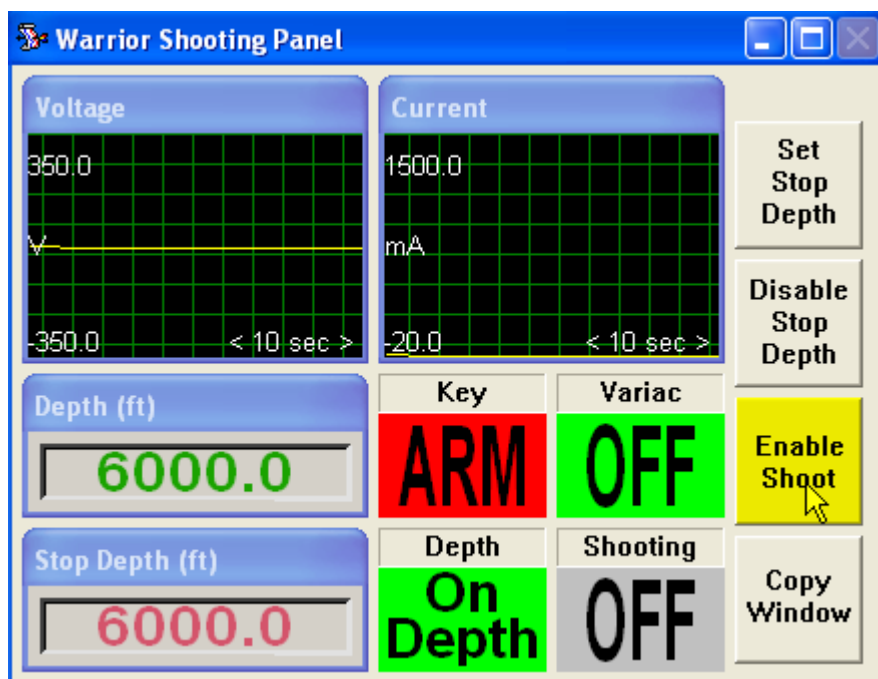 Warrior Shooting Panel
Voltage
350.0
V
-350.0 < 10 sec >
Current
1500.0
mA
-20.0 < 10 sec >
Set
Stop
Depth
Disable
Stop
Depth
Depth (ft)
6000.0
Key
ARM
Variac
OFF
Enable
Shoot
Stop Depth (ft)
6000.0
Depth
On
Depth
Shooting
OFF
Copy
Window